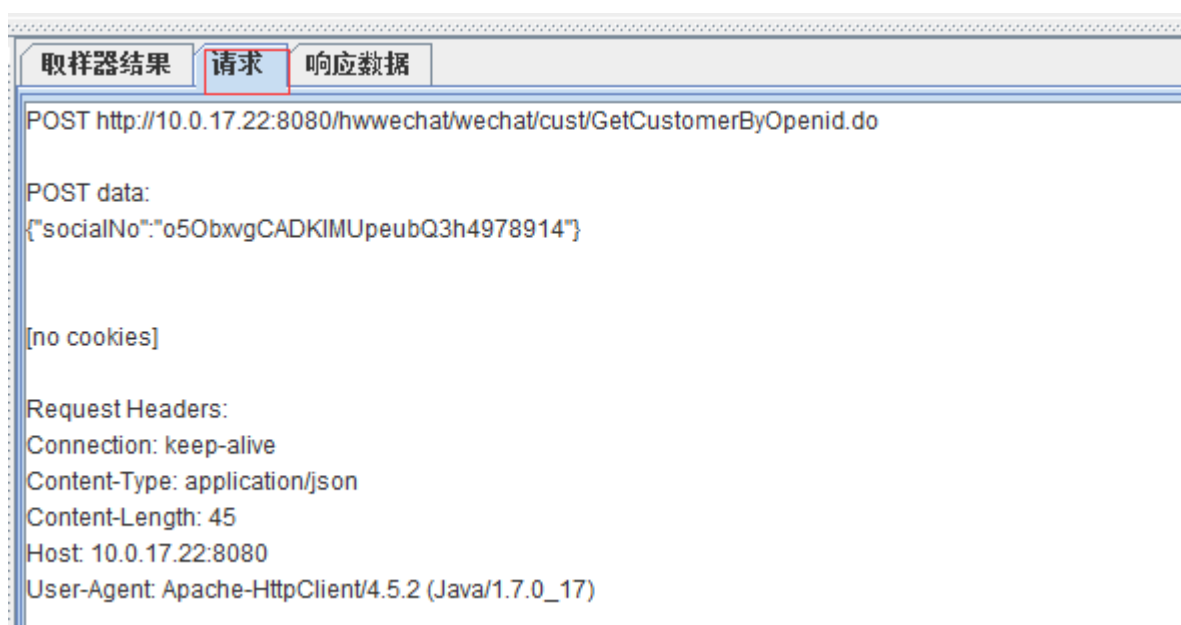 取样器结果 请求 响应数据
POST http://10.0.17.22:8080/hwwechat/wechat/cust/GetCustomerByOpenid.do
POST data:
{"socialNo":"o5ObxvgCADKIMUpeubQ3h4978914"}
[no cookies]
Request Headers:
Connection: keep-alive
Content-Type: application/json
Content-Length: 45
Host: 10.0.17.22:8080
User-Agent: Apache-HttpClient/4.5.2 (Java/1.7.0_17)